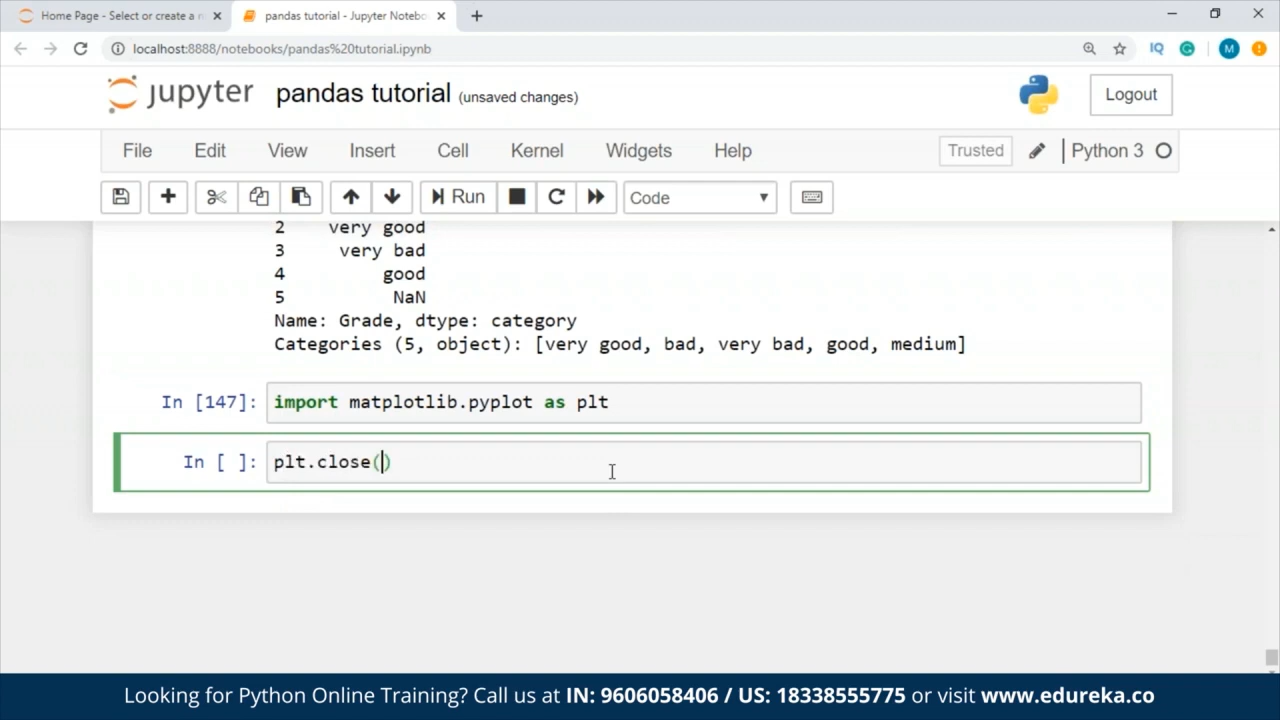 Home Page - Select or create a n
pandas tutorial - Jupyter Notebo
localhost:8888/notebooks/pandas%20tutorial.ipynb
IQ
G
M
jupyter pandas tutorial (unsaved changes)
Logout
File Edit View Insert Cell Kernel Widgets Help
Trusted
Python 3
Run
Code
2 very good
3 very bad
4 good
5 NaN
Name: Grade, dtype: category
Categories (5, object): [very good, bad, very bad, good, medium]
In [147]: import matplotlib.pyplot as plt
In [ ]: plt.close()
Looking for Python Online Training? Call us at IN: 9606058406 / US: 18338555775 or visit www.edureka.co